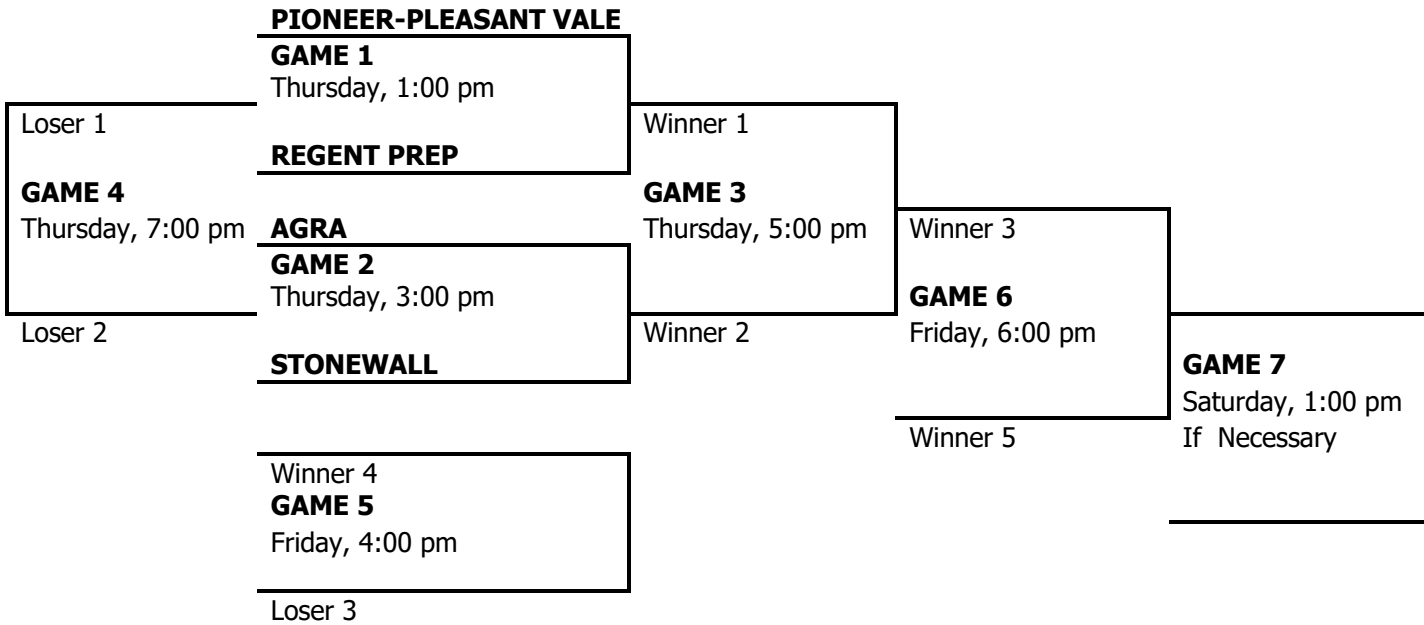 PIONEER-PLEASANT VALE
GAME 1
Thursday, 1:00 pm
Loser 1
Winner 1
REGENT PREP
GAME 4
GAME 3
Thursday, 7:00 pm
AGRA
Thursday, 5:00 pm
Winner 3
GAME 2
Thursday, 3:00 pm
GAME 6
Loser 2
Winner 2
Friday, 6:00 pm
STONEWALL
GAME 7
Saturday, 1:00 pm
Winner 5
If Necessary
Winner 4
GAME 5
Friday, 4:00 pm
Loser 3